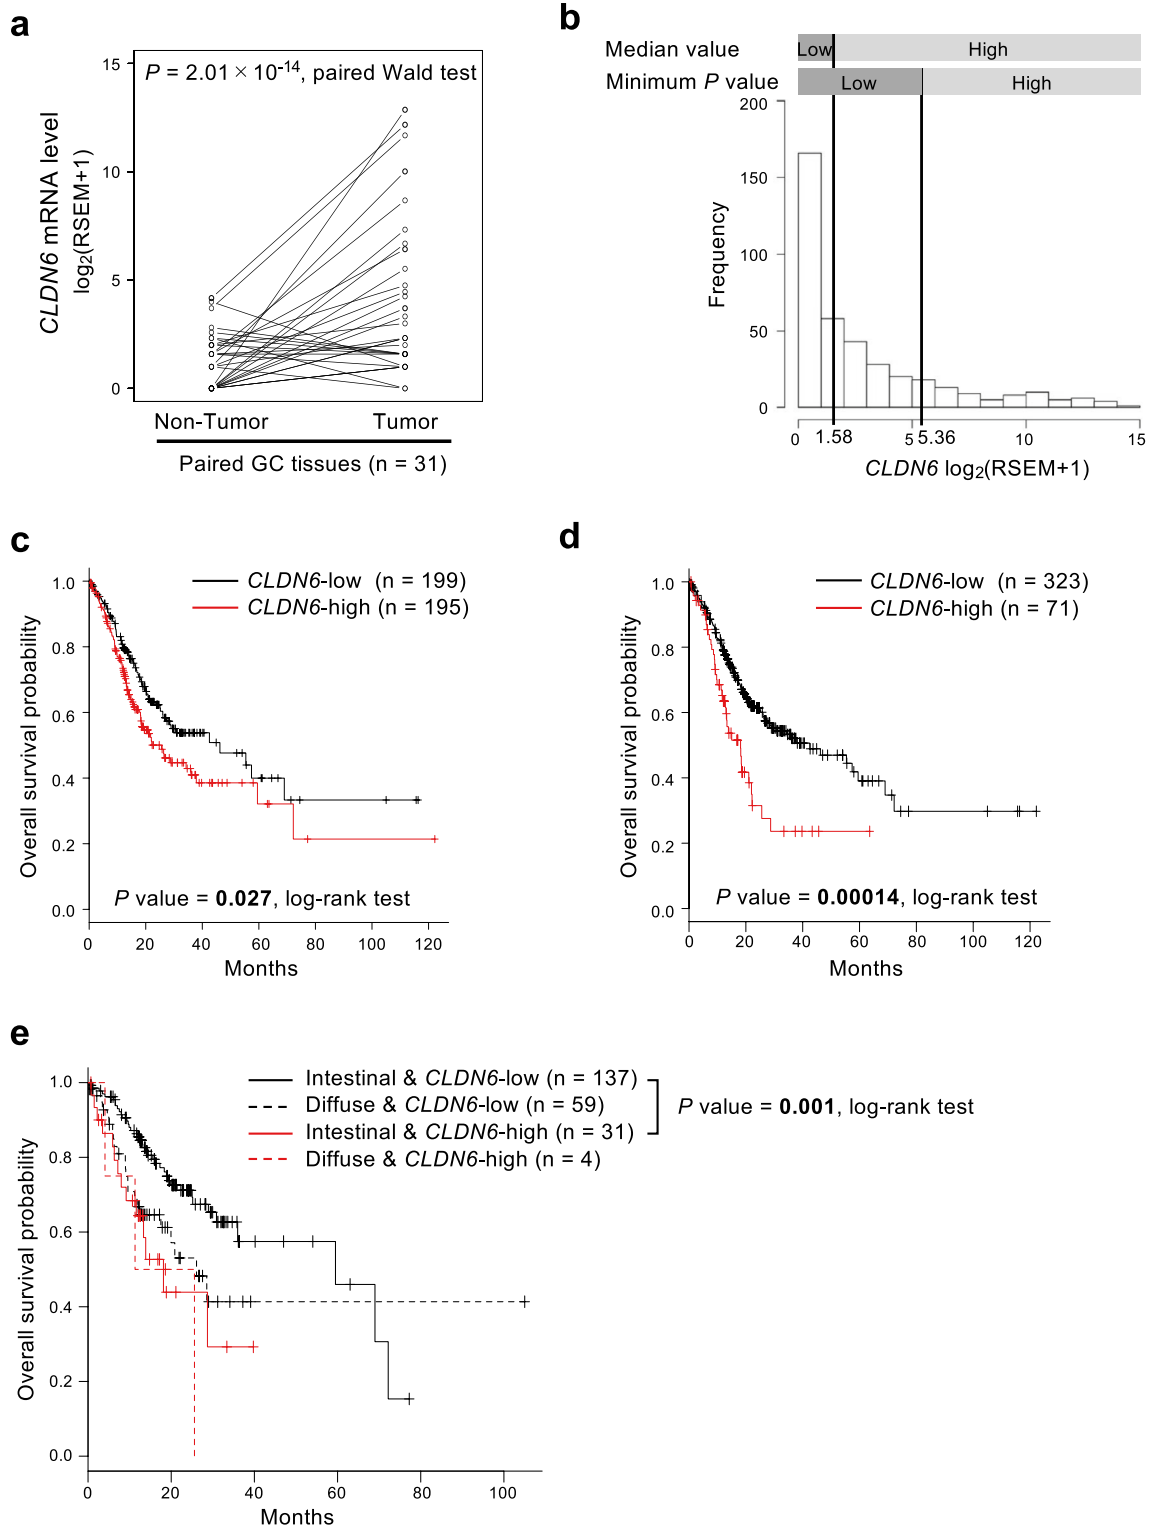 a
P = 2.01 × 10-14, paired Wald test
CLDN6 mRNA level
log2(RSEM+1)
15
10
5
0
Non-Tumor Tumor
Paired GC tissues (n = 31)
b
Median value Low High
Minimum P value Low High
Frequency
200
150
100
50
0
0 1.58 5 5.36 10 15
CLDN6 log2(RSEM+1)
c
CLDN6-low (n = 199)
CLDN6-high (n = 195)
Overall survival probability
1.0
0.8
0.6
0.4
0.2
0.0
P value = 0.027, log-rank test
0 20 40 60 80 100 120
Months
d
CLDN6-low (n = 323)
CLDN6-high (n = 71)
Overall survival probability
1.0
0.8
0.6
0.4
0.2
0.0
P value = 0.00014, log-rank test
0 20 40 60 80 100 120
Months
e
Intestinal & CLDN6-low (n = 137)
Diffuse & CLDN6-low (n = 59)
Intestinal & CLDN6-high (n = 31)
Diffuse & CLDN6-high (n = 4)
P value = 0.001, log-rank test
Overall survival probability
1.0
0.8
0.6
0.4
0.2
0.0
0 20 40 60 80 100
Months